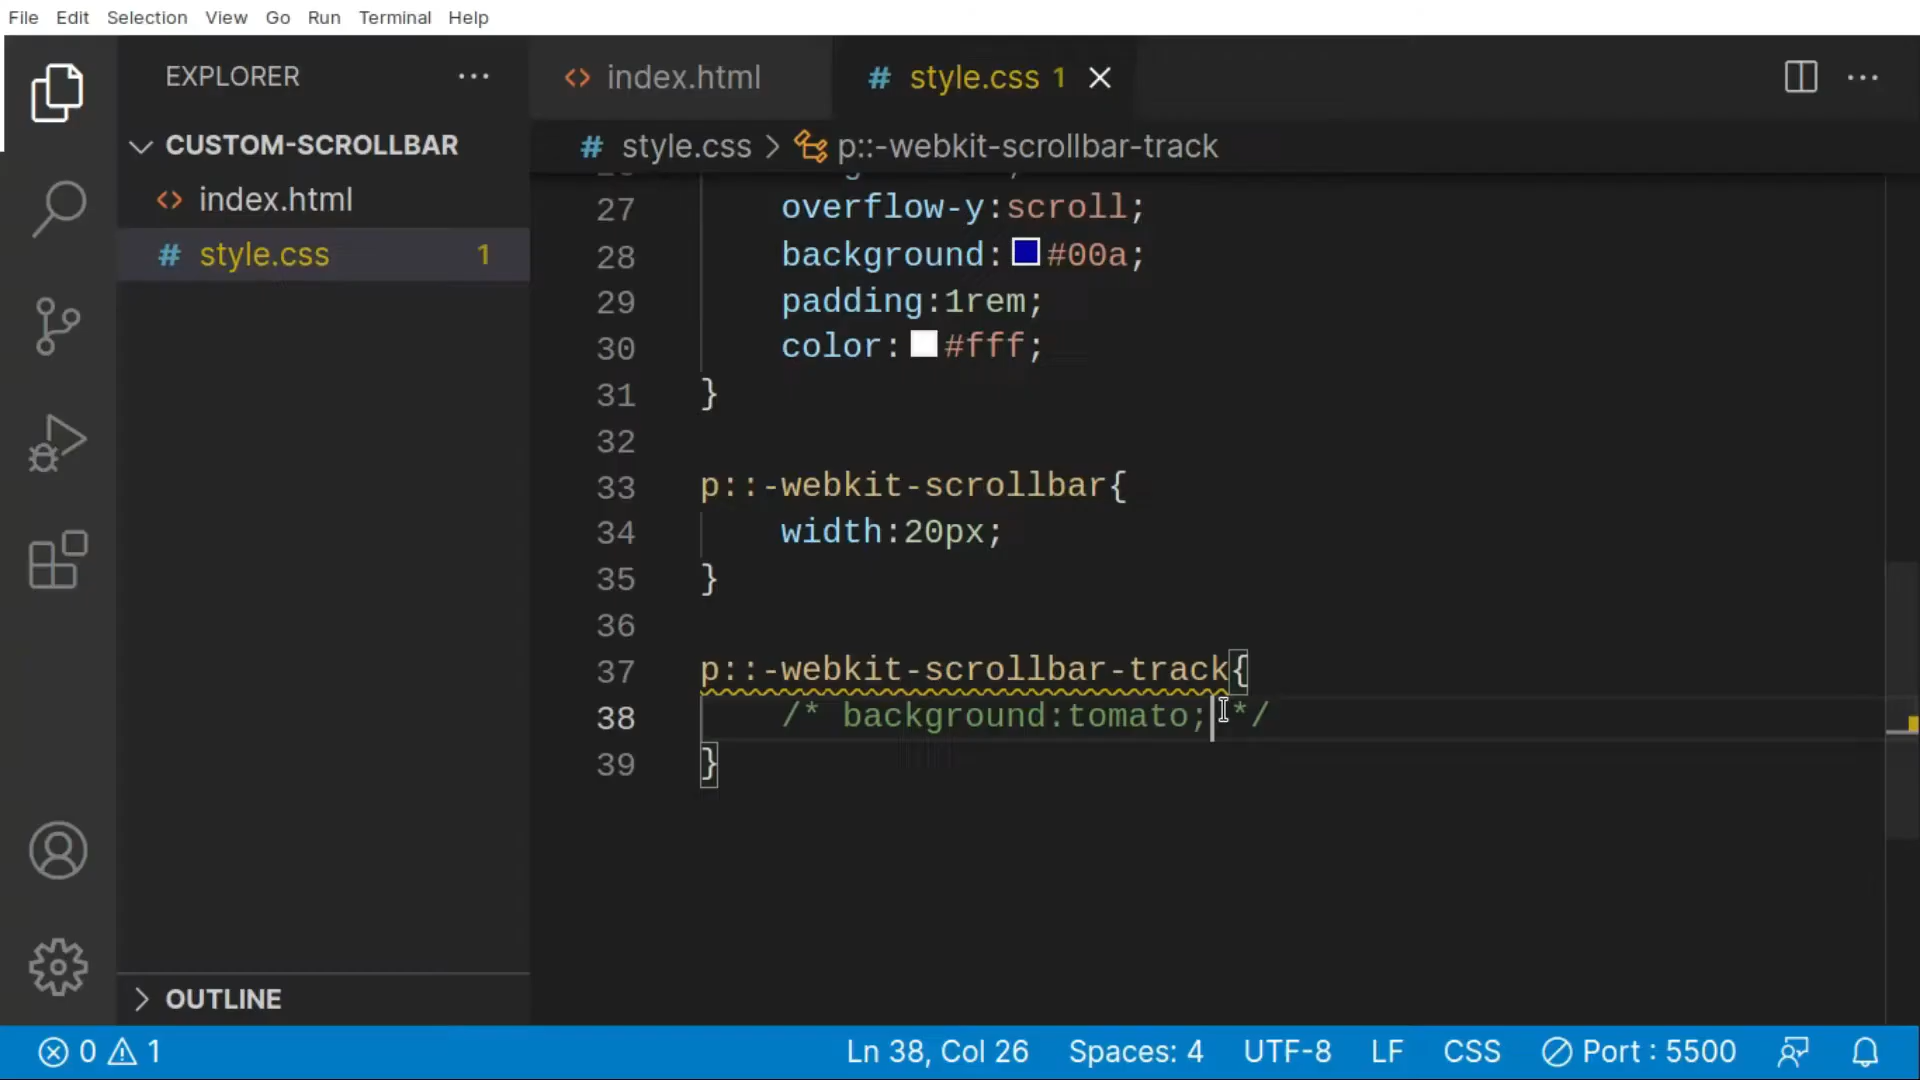 File Edit Selection View Go Run Terminal Help
EXPLORER ···
index.html
style.css 1
CUSTOM-SCROLLBAR
index.html
style.css 1
style.css > p::-webkit-scrollbar-track
27 overflow-y:scroll;
28 background: #00a;
29 padding:1rem;
30 color: #fff;
31 }
32
33 p::-webkit-scrollbar{
34 width:20px;
35 }
36
37 p::-webkit-scrollbar-track{
38 /* background:tomato; */
39 }
OUTLINE
0 1 Ln 38, Col 26 Spaces: 4 UTF-8 LF CSS Port : 5500